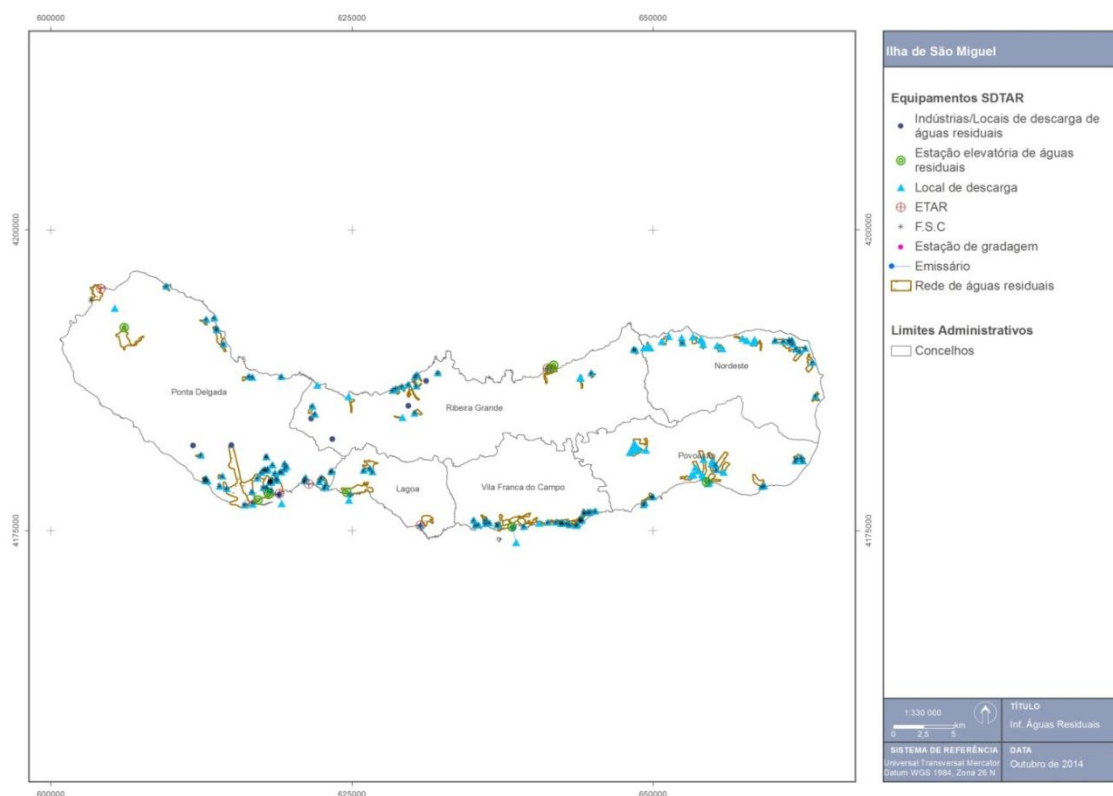 600000
625000
650000
4200000
4200000
4175000
4175000
600000
625000
650000
Ponta Delgada
Ribeira Grande
Nordeste
Lagoa
Vila Franca do Campo
Ilha de São Miguel
Equipamentos SDTAR
Indústrias/Locais de descarga de
águas residuais
Estação elevatória de águas
residuais
Local de descarga
ETAR
F.S.C
Estação de gradagem
Emissário
Rede de águas residuais
Limites Administrativos
Concelhos
1:330 000
km
0 2,5 5
TÍTULO
Inf. Águas Residuais
SISTEMA DE REFERÊNCIA
Universal Transversal Mercator
Datum WGS 1984, Zona 26 N
DATA
Outubro de 2014